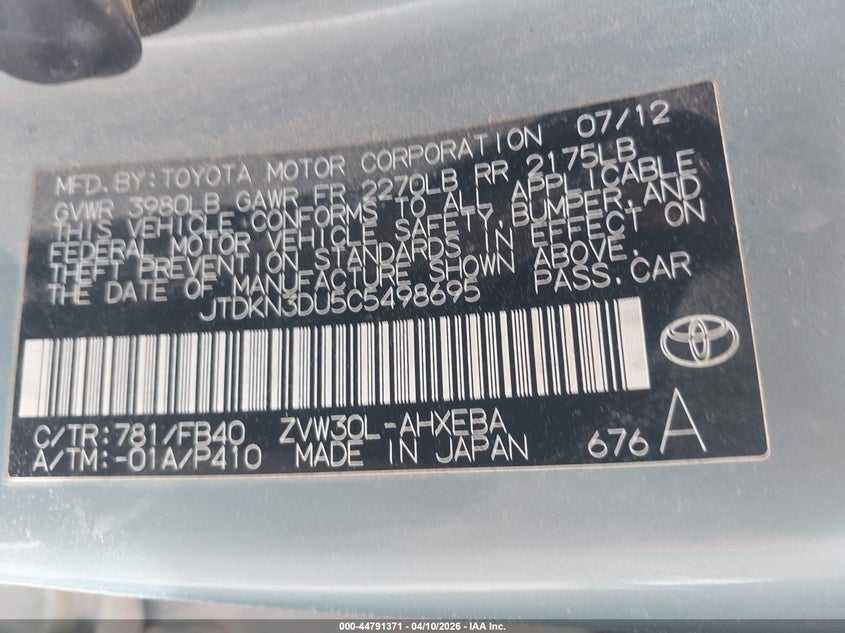 MFD.BY:TOYOTA MOTOR CORPORATION 07/12
GVWR 3980LB GAWR FR 2270LB RR 2175LB
THIS VEHICLE CONFORMS TO ALL APPLICABLE
FEDERAL MOTOR VEHICLE SAFETY,BUMPER,AND
THEFT PREVENTION STANDARDS IN EFFECT ON
THE DATE OF MANUFACTURE SHOWN ABOVE.
JTDKN3DU5C5498695 PASS.CAR
C/TR:781/FB40 ZVW30L-AHXEBA
A/TM:-01A/P410 MADE IN JAPAN 676 A
000-44791371 | 04/10/2026 – IAA Inc.